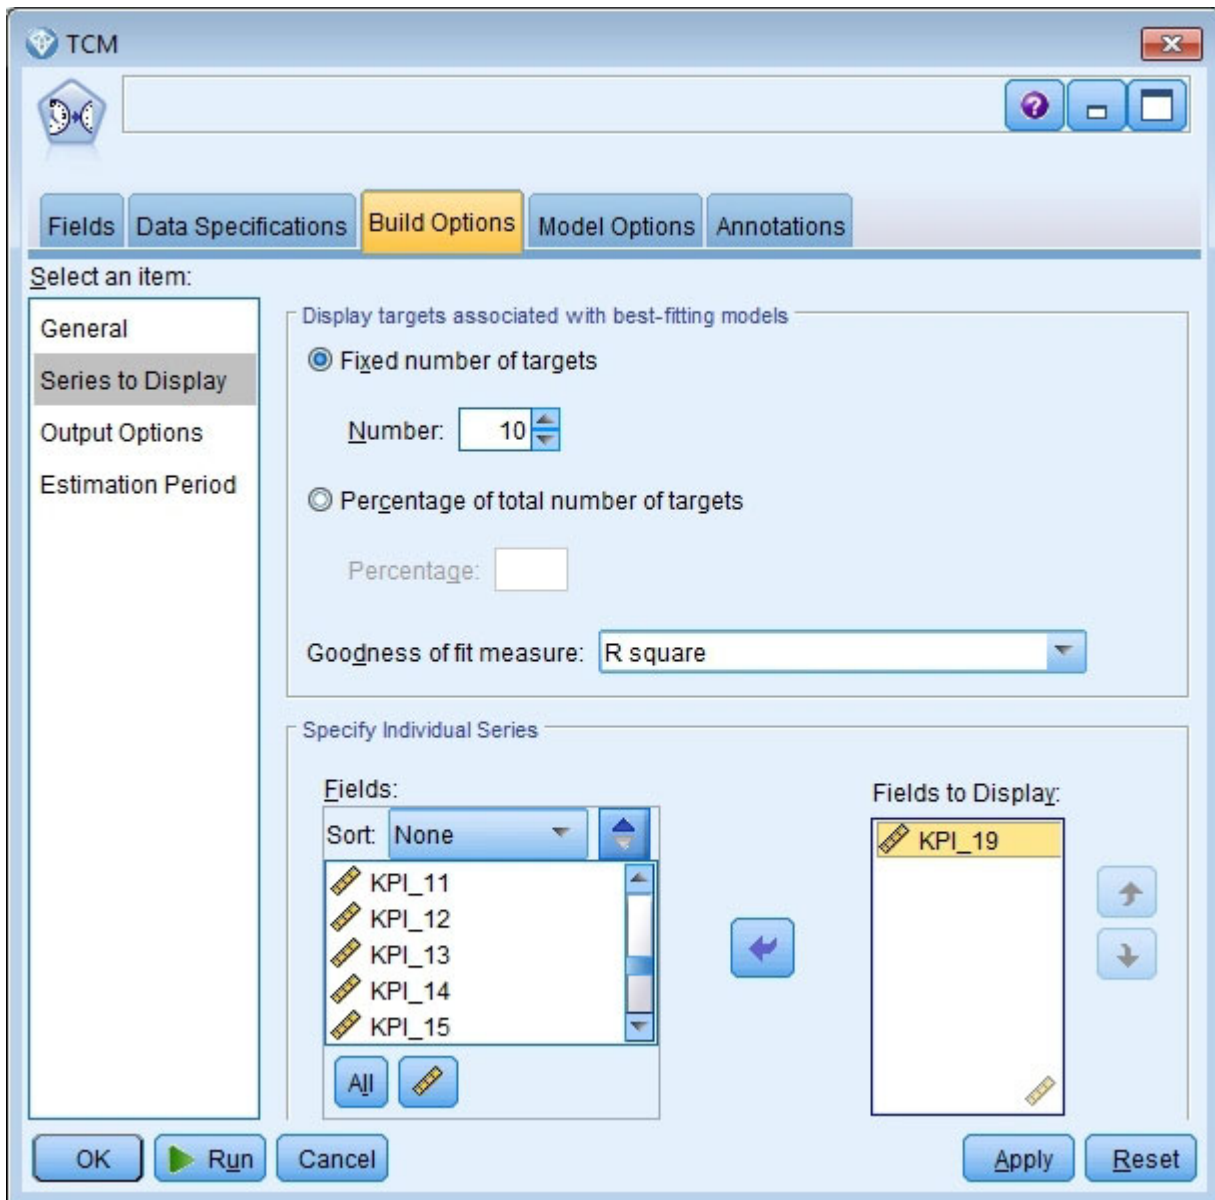 TCM
Fields Data Specifications Build Options Model Options Annotations
Select an item:
General
Series to Display
Output Options
Estimation Period
Display targets associated with best-fitting models
Fixed number of targets
Number: 10
Percentage of total number of targets
Percentage:
Goodness of fit measure: R square
Specify Individual Series
Fields:
Sort: None
KPI_11
KPI_12
KPI_13
KPI_14
KPI_15
All
Fields to Display:
KPI_19
OK Run Cancel Apply Reset